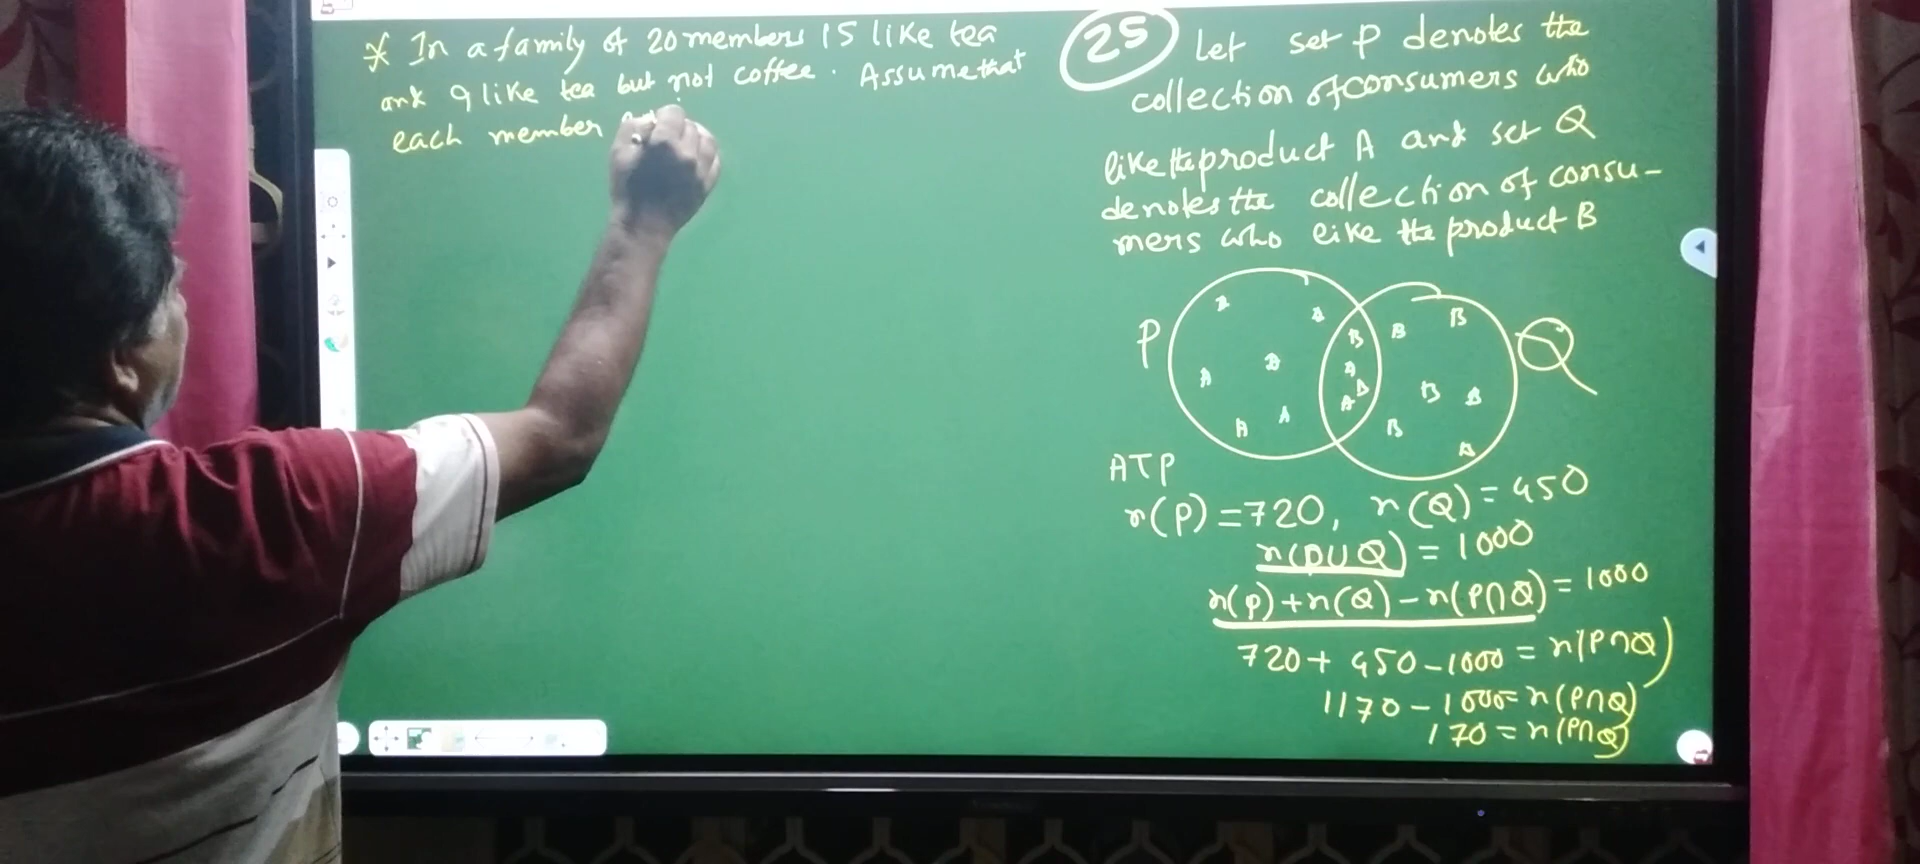 * In a family of 20 members 15 like tea
and 9 like tea but not coffee. Assume that
each member
25 Let set P denotes the
collection of consumers who
like the product A and set Q
denotes the collection of consu-
mers who like the product B
P
Q
ATP
n(P)=720, n(Q)=450
n(P∪Q) = 1000
n(P)+n(Q)-n(P∩Q)=1000
720+450-1000=n(P∩Q)
1170-1000=n(P∩Q)
170=n(P∩Q)